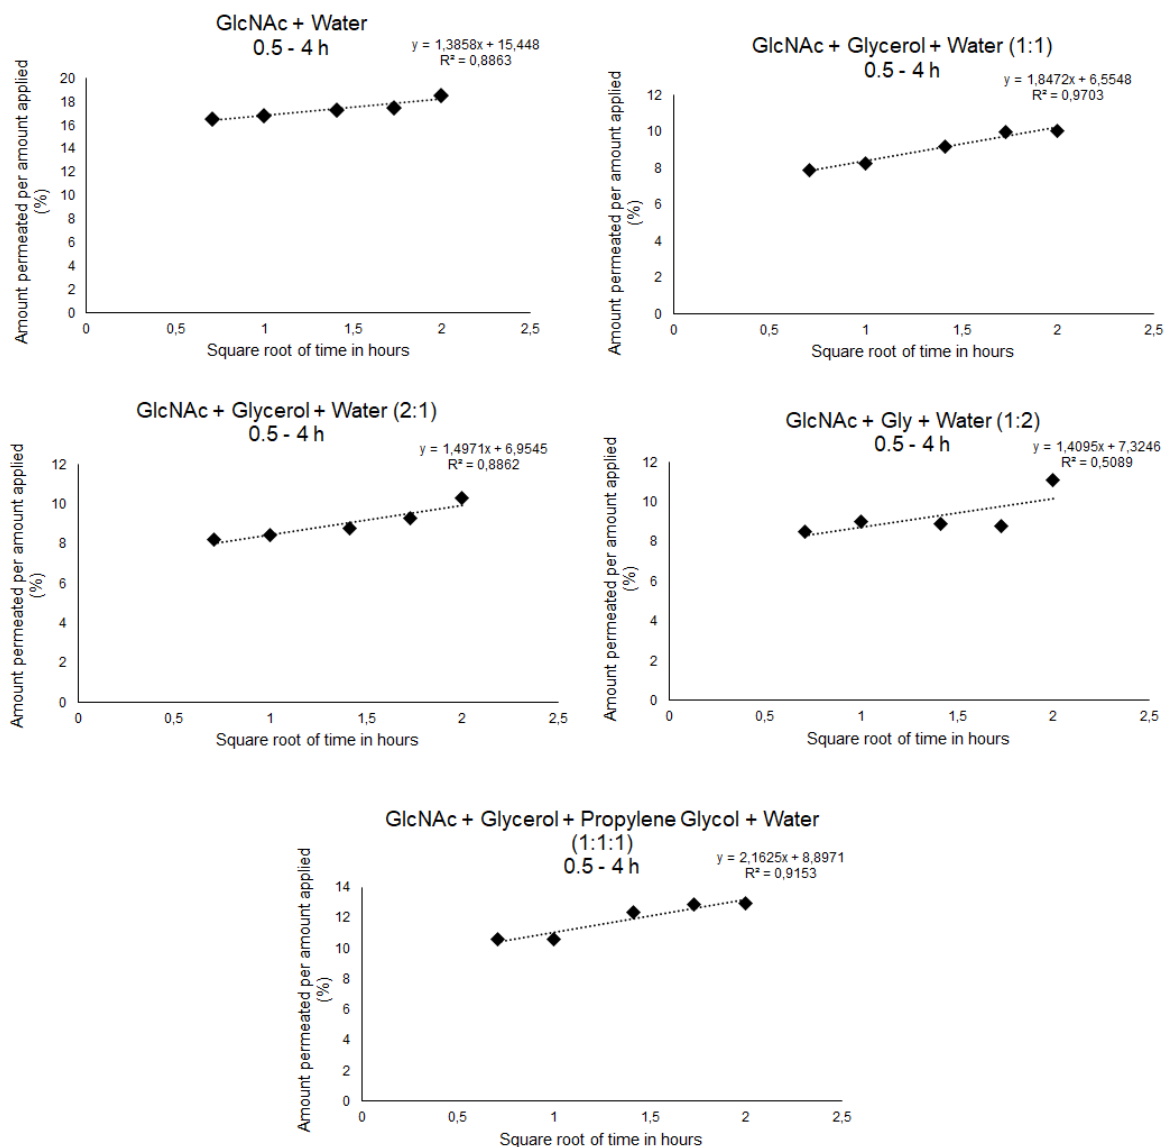 GlcNAc + Water
0.5 - 4 h
y = 1,3858x + 15,448
R² = 0,8863
Amount permeated per amount applied
(%)
20
18
16
14
12
10
8
6
4
2
0
0
0,5
1
1,5
2
2,5
Square root of time in hours
GlcNAc + Glycerol + Water (1:1)
0.5 - 4 h
y = 1,8472x + 6,5548
R² = 0,9703
Amount permeated per amount applied
(%)
12
10
8
6
4
2
0
0
0,5
1
1,5
2
2,5
Square root of time in hours
GlcNAc + Glycerol + Water (2:1)
0.5 - 4 h
y = 1,4971x + 6,9545
R² = 0,8862
Amount permeated per amount applied
(%)
12
10
8
6
4
2
0
0
0,5
1
1,5
2
2,5
Square root of time in hours
GlcNAc + Gly + Water (1:2)
0.5 - 4 h
y = 1,4095x + 7,3246
R² = 0,5089
Amount permeated per amount applied
(%)
12
10
8
6
4
2
0
0
0,5
1
1,5
2
2,5
Square root of time in hours
GlcNAc + Glycerol + Propylene Glycol + Water
(1:1:1)
0.5 - 4 h
y = 2,1625x + 8,8971
R² = 0,9153
Amount permeated per amount applied
(%)
14
12
10
8
6
4
2
0
0
0,5
1
1,5
2
2,5
Square root of time in hours